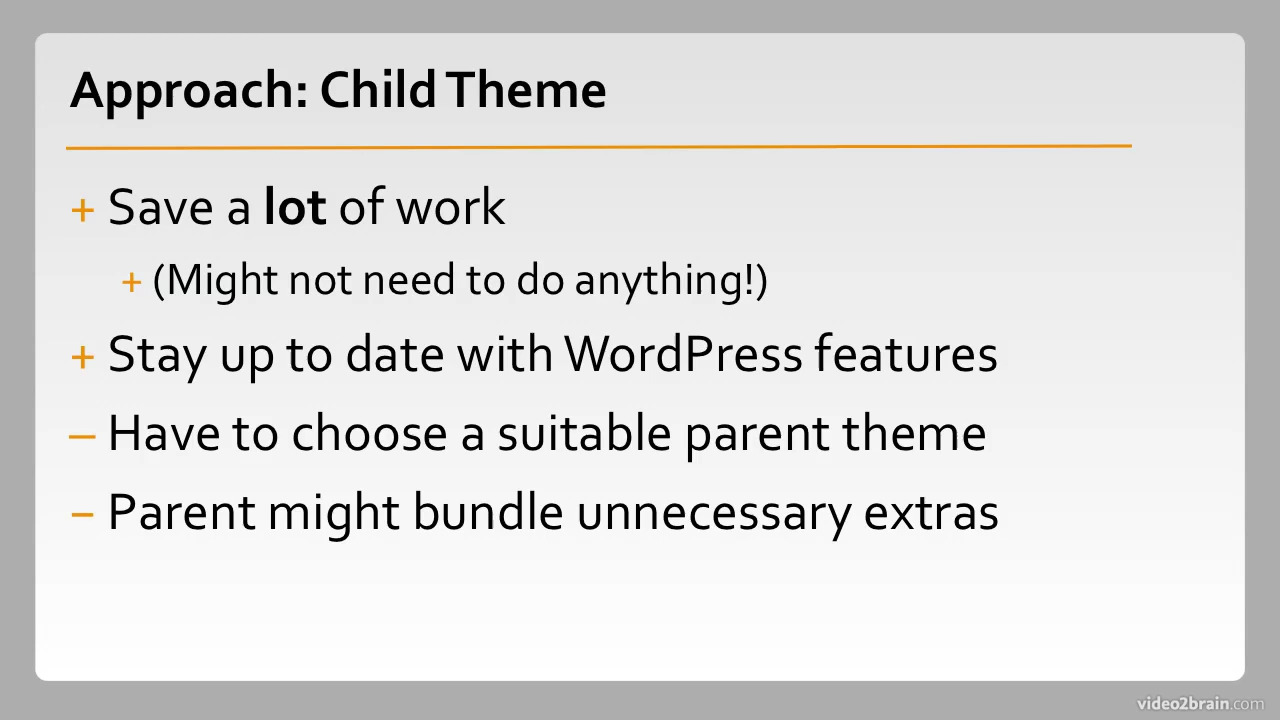 Approach: Child Theme
+ Save a lot of work
+ (Might not need to do anything!)
+ Stay up to date with WordPress features
– Have to choose a suitable parent theme
– Parent might bundle unnecessary extras
video2brain.com